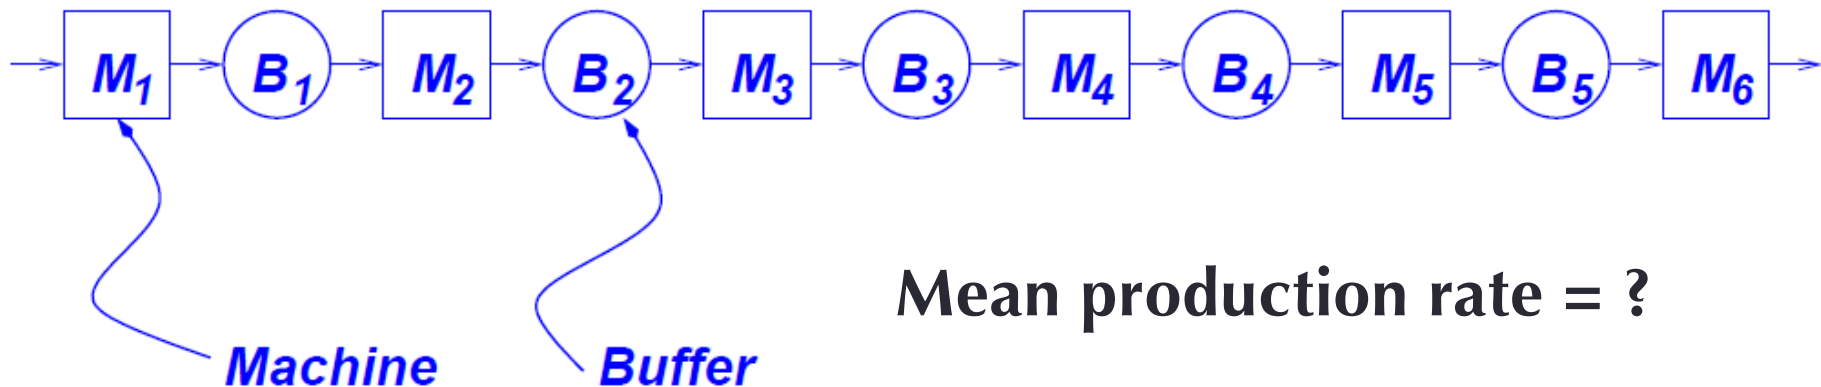 M1 B1 M2 B2 M3 B3 M4 B4 M5 B5 M6
Mean production rate = ?
Machine Buffer